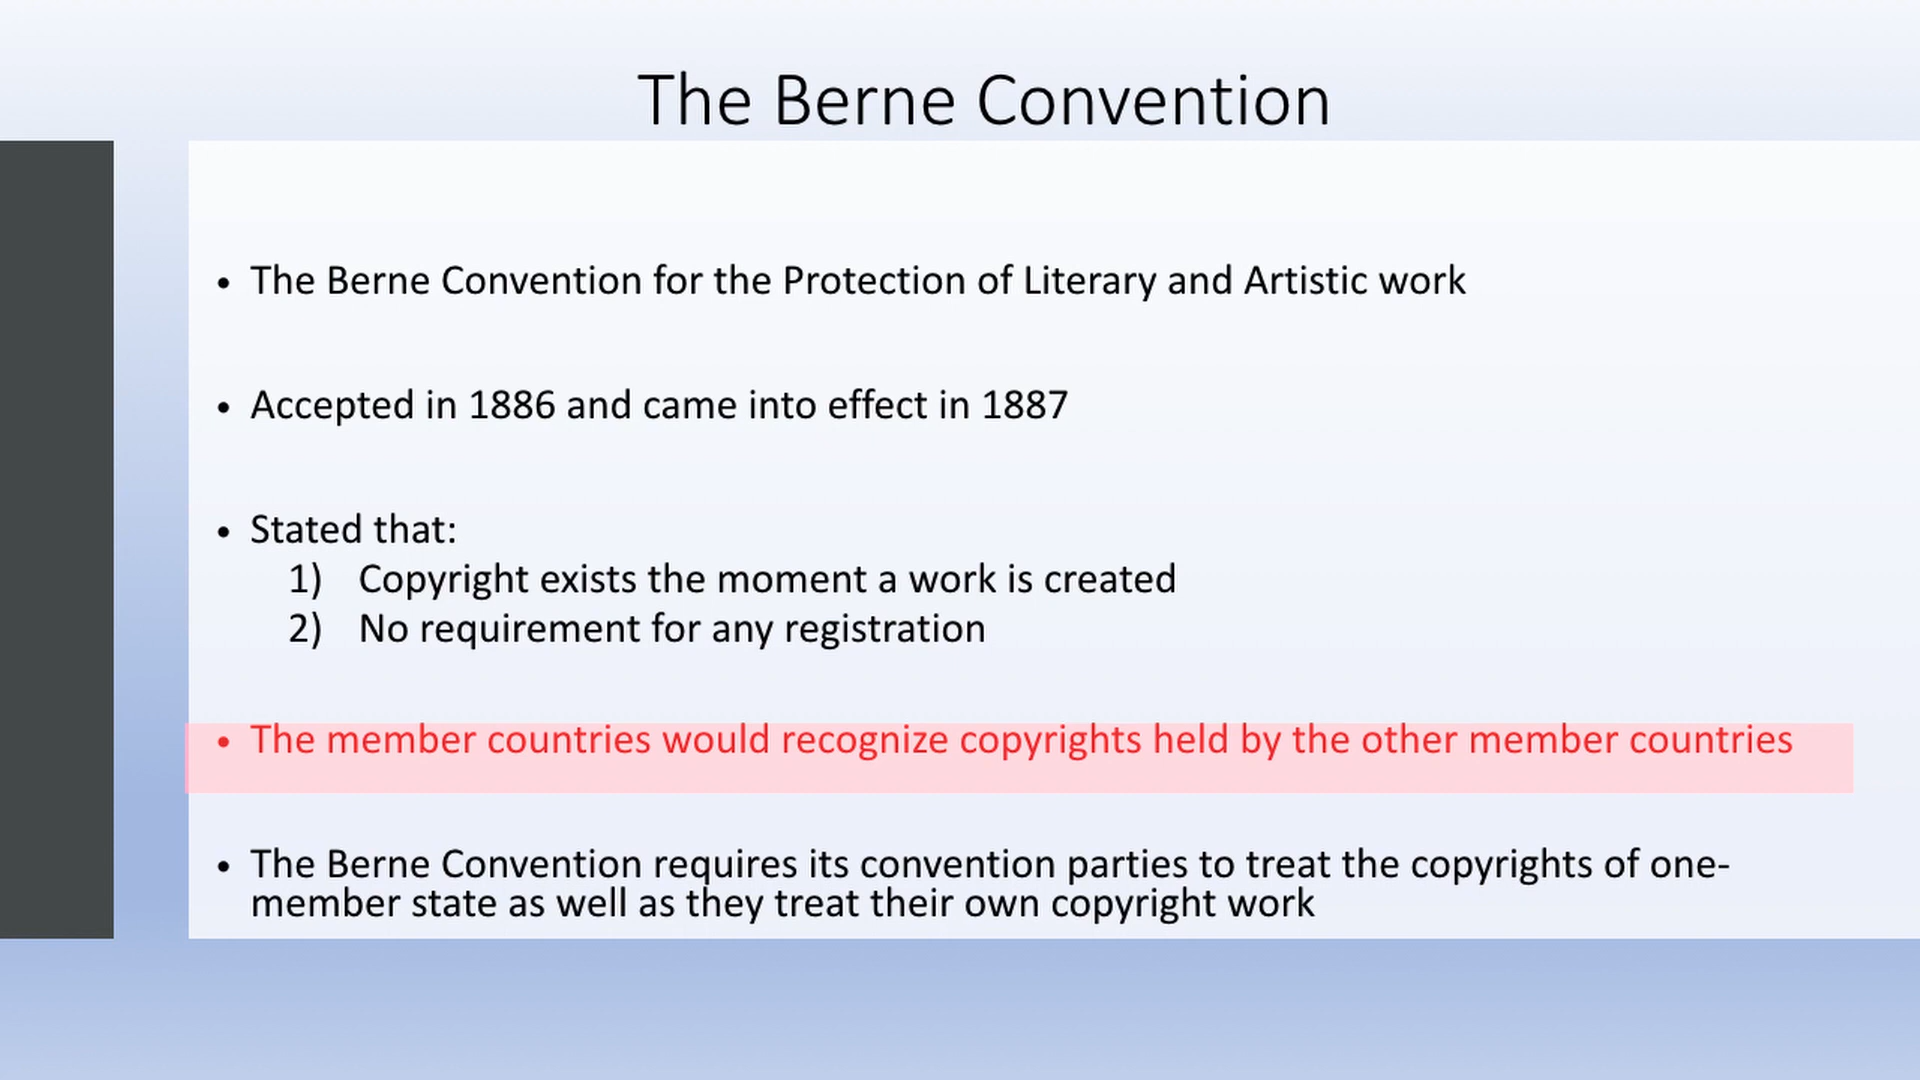 The Berne Convention
• The Berne Convention for the Protection of Literary and Artistic work
• Accepted in 1886 and came into effect in 1887
• Stated that:
1) Copyright exists the moment a work is created
2) No requirement for any registration
• The member countries would recognize copyrights held by the other member countries
• The Berne Convention requires its convention parties to treat the copyrights of one-
member state as well as they treat their own copyright work